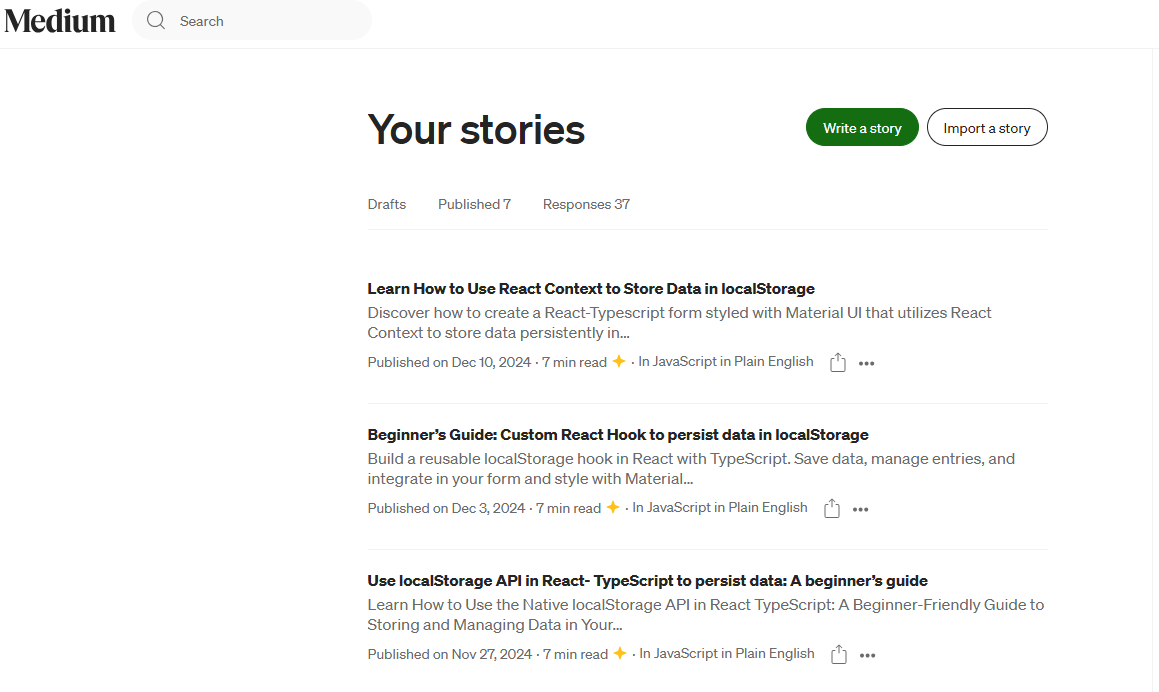 Medium
Search
Your stories
Write a story
Import a story
Drafts
Published 7
Responses 37
Learn How to Use React Context to Store Data in localStorage
Discover how to create a React-Typescript form styled with Material UI that utilizes React
Context to store data persistently in…
Published on Dec 10, 2024 · 7 min read · In JavaScript in Plain English
Beginner’s Guide: Custom React Hook to persist data in localStorage
Build a reusable localStorage hook in React with TypeScript. Save data, manage entries, and
integrate in your form and style with Material…
Published on Dec 3, 2024 · 7 min read · In JavaScript in Plain English
Use localStorage API in React- TypeScript to persist data: A beginner’s guide
Learn How to Use the Native localStorage API in React TypeScript: A Beginner-Friendly Guide to
Storing and Managing Data in Your…
Published on Nov 27, 2024 · 7 min read · In JavaScript in Plain English